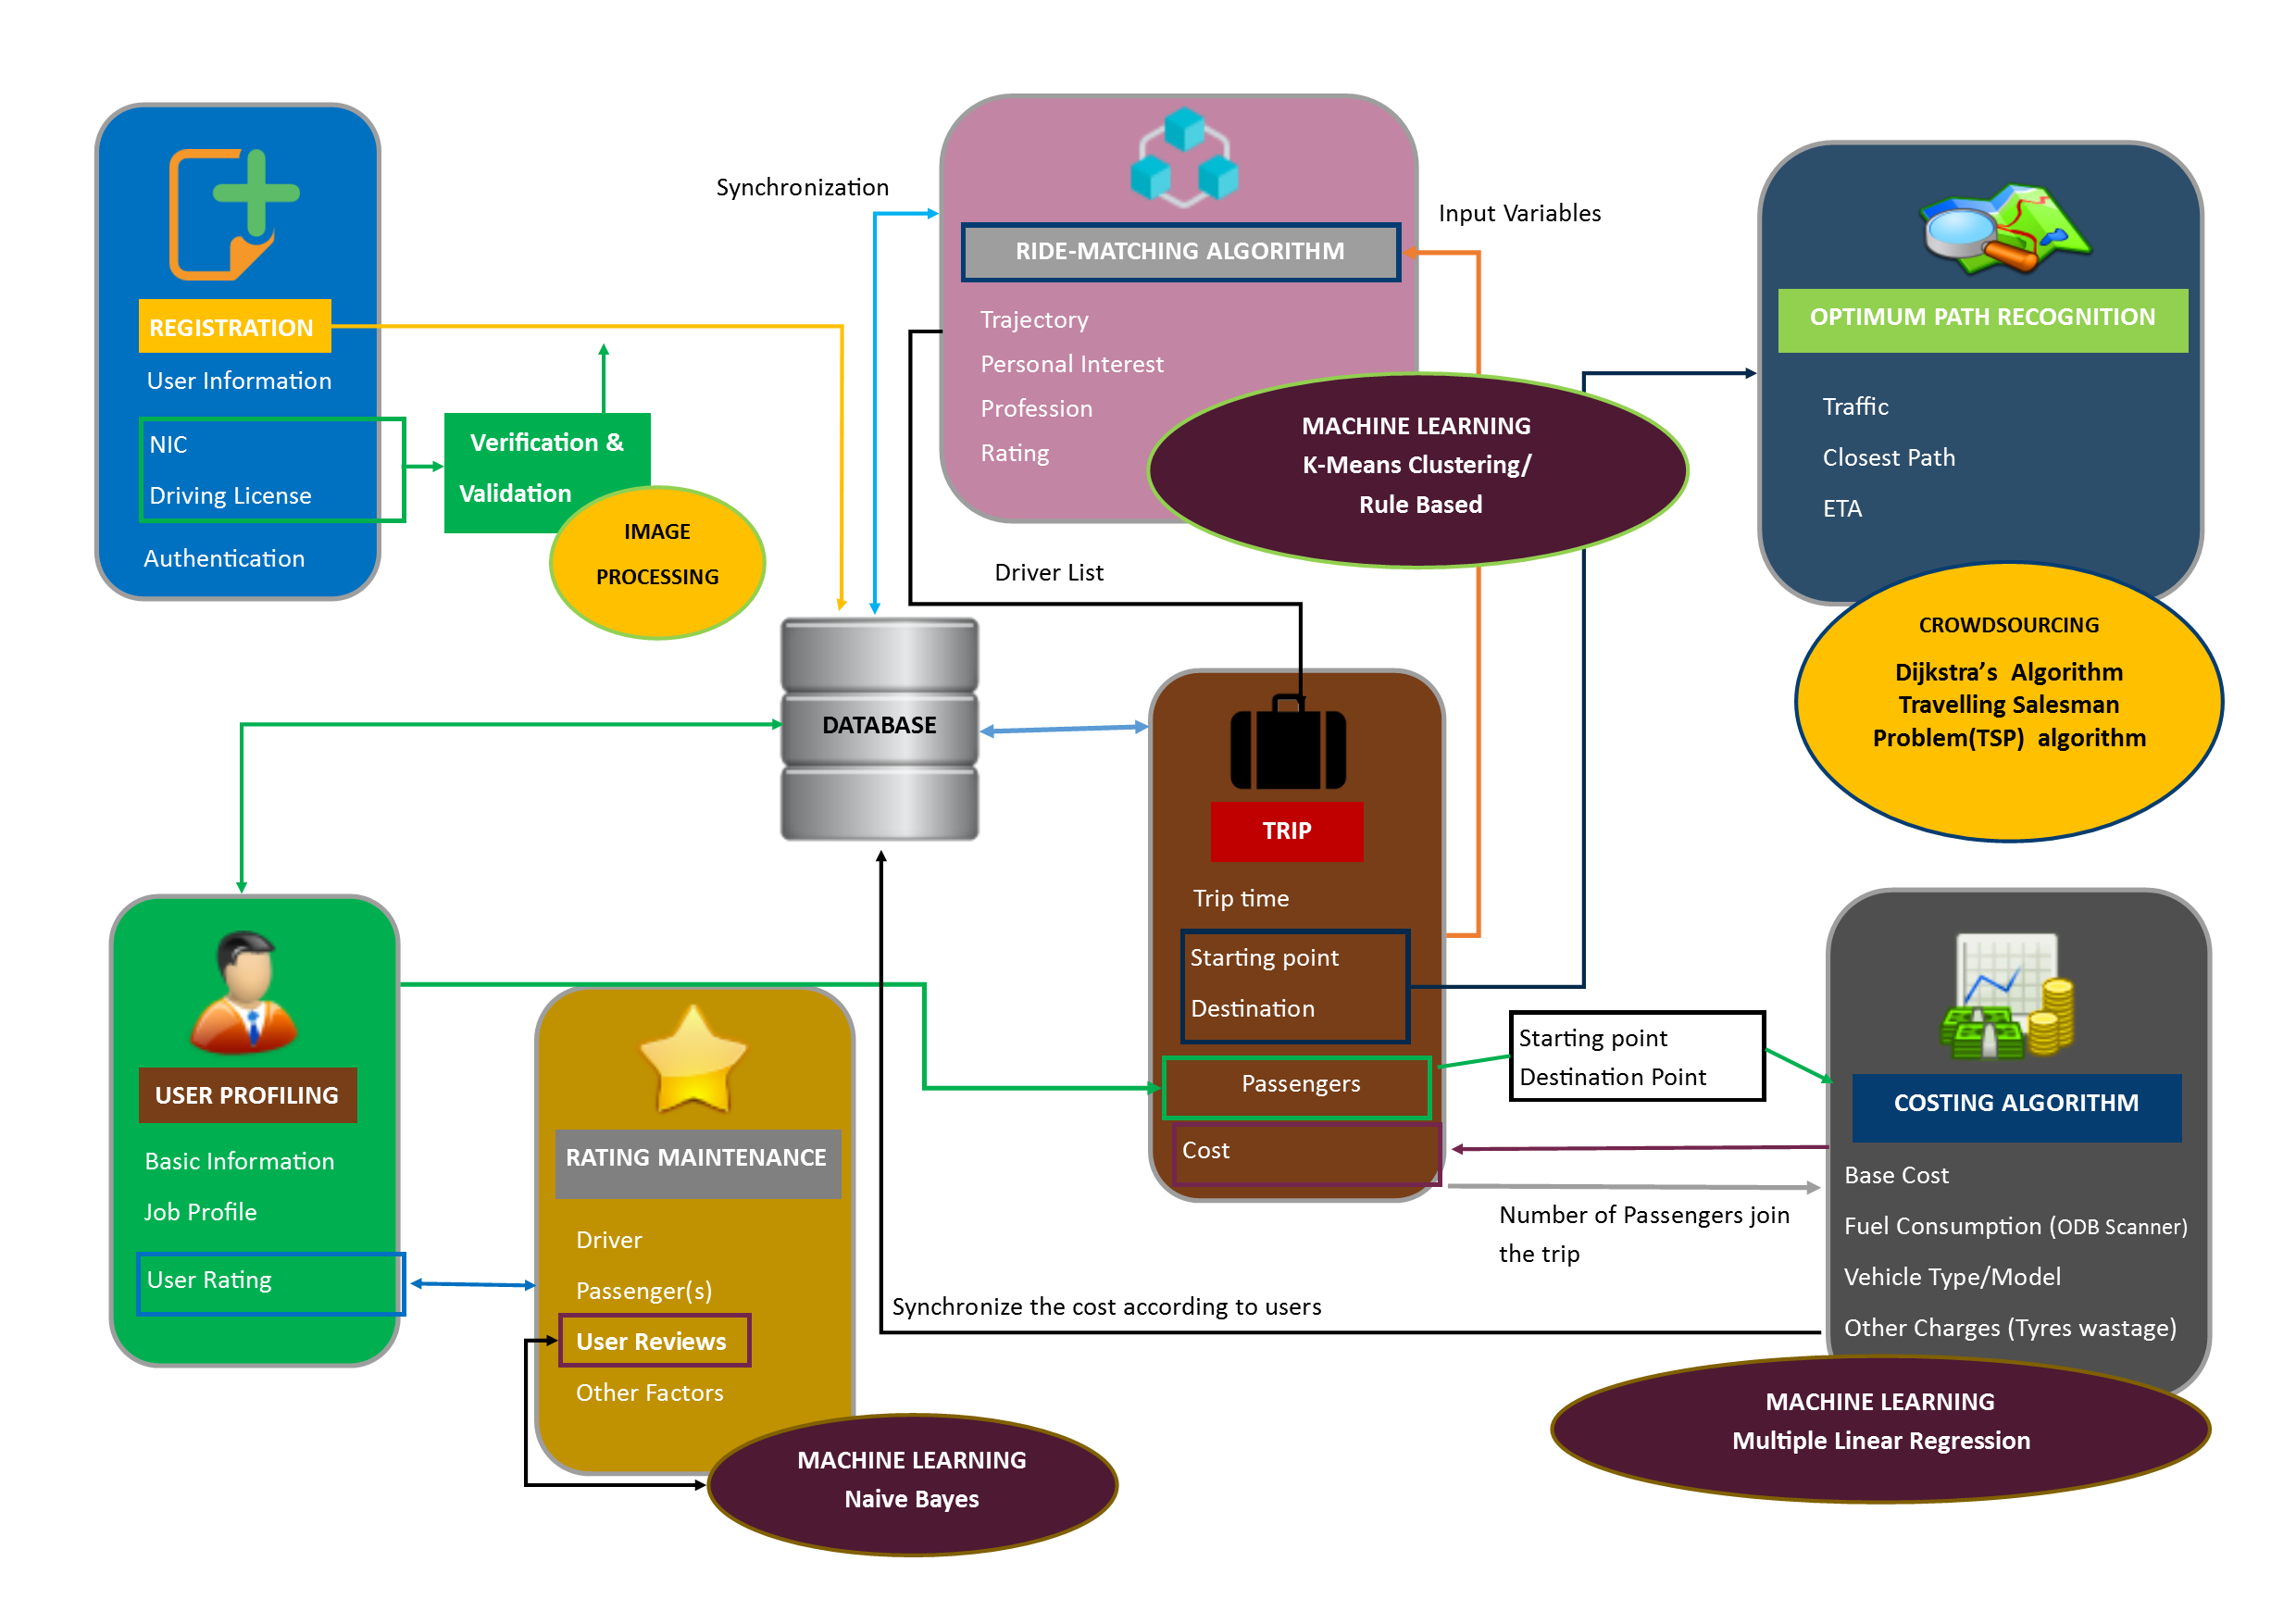 REGISTRATION
User Information
NIC
Driving License
Authentication
Verification &
Validation
IMAGE
PROCESSING
Synchronization
RIDE-MATCHING ALGORITHM
Trajectory
Personal Interest
Profession
Rating
MACHINE LEARNING
K-Means Clustering/
Rule Based
Input Variables
Driver List
OPTIMUM PATH RECOGNITION
Traffic
Closest Path
ETA
CROWDSOURCING
Dijkstra’s Algorithm
Travelling Salesman
Problem(TSP) algorithm
DATABASE
TRIP
Trip time
Starting point
Destination
Passengers
Cost
Starting point
Destination Point
Number of Passengers join
the trip
Synchronize the cost according to users
USER PROFILING
Basic Information
Job Profile
User Rating
RATING MAINTENANCE
Driver
Passenger(s)
User Reviews
Other Factors
MACHINE LEARNING
Naive Bayes
COSTING ALGORITHM
Base Cost
Fuel Consumption (ODB Scanner)
Vehicle Type/Model
Other Charges (Tyres wastage)
MACHINE LEARNING
Multiple Linear Regression